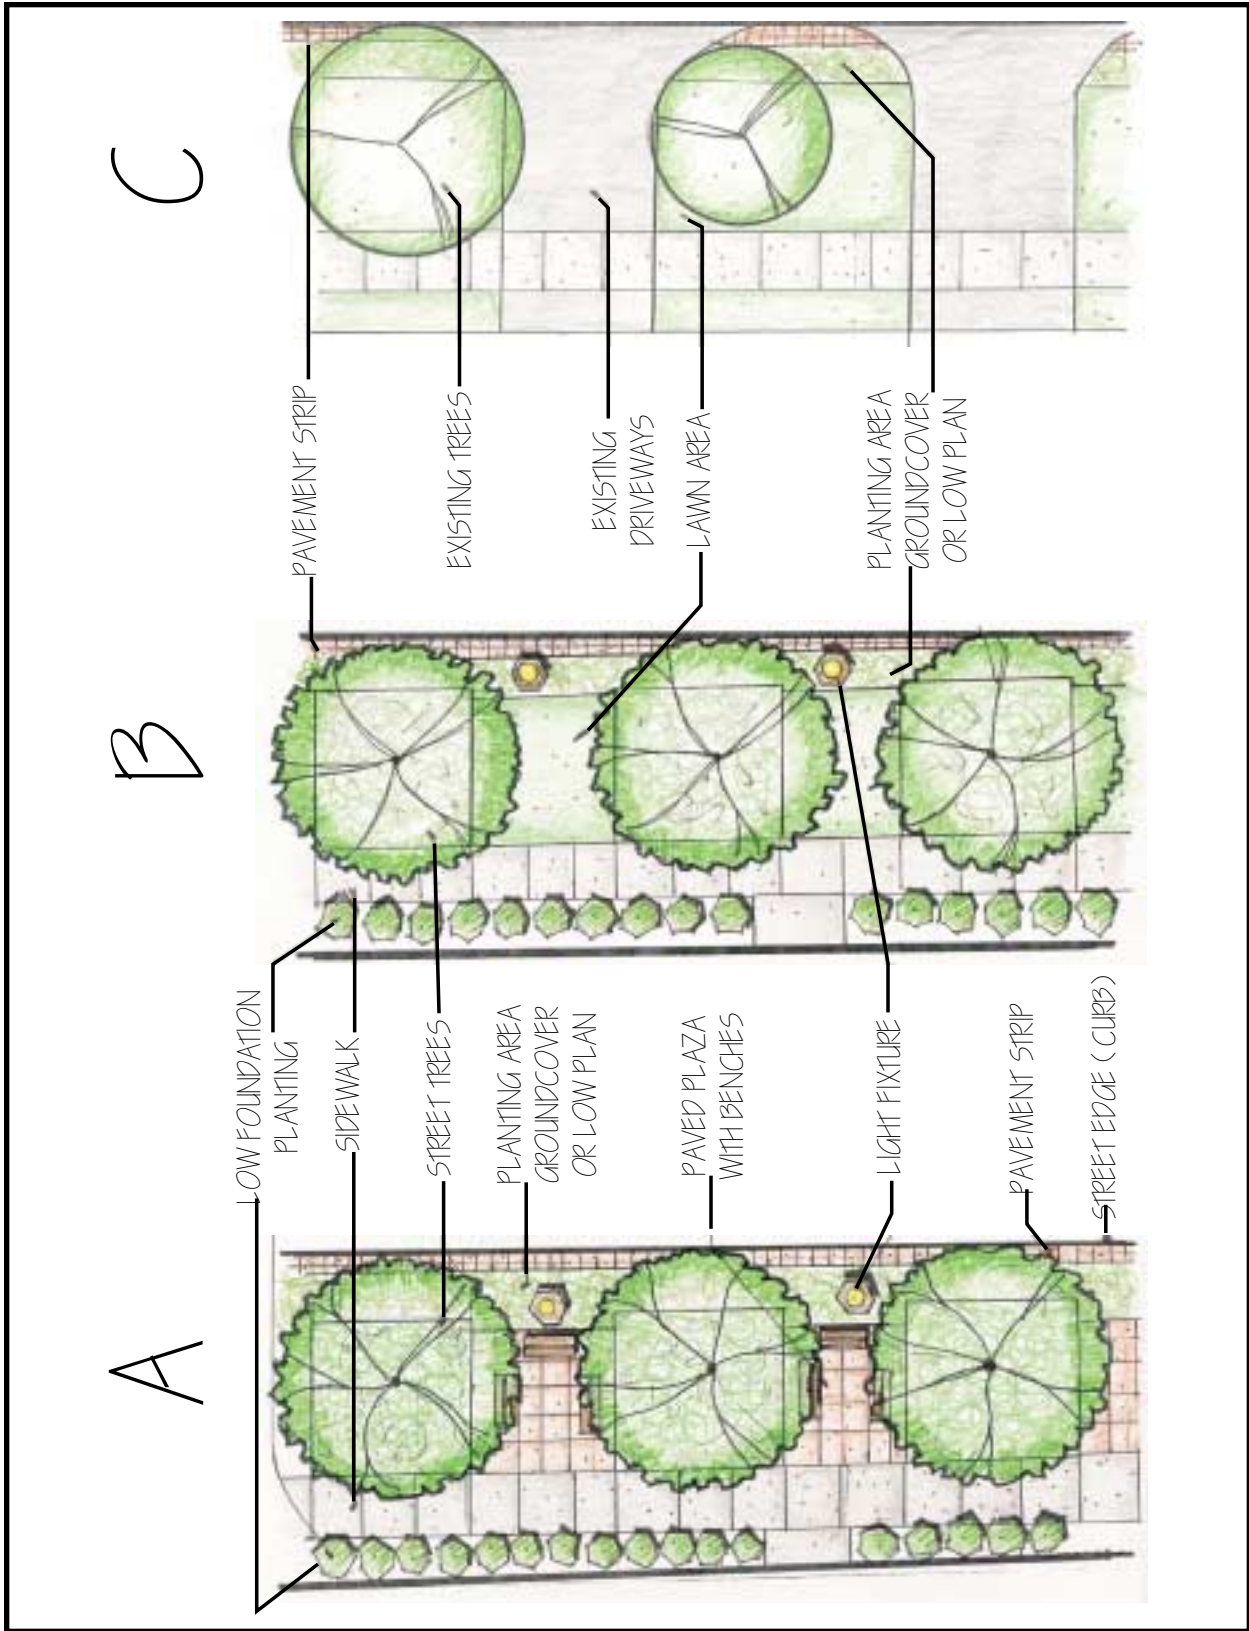 A
B
C
LOW FOUNDATION
PLANTING
SIDEWALK
STREET TREES
PLANTING AREA
GROUNDCOVER
OR LOW PLAN
PAVED PLAZA
WITH BENCHES
LIGHT FIXTURE
PAVEMENT STRIP
STREET EDGE ( CURB)
PAVEMENT STRIP
EXISTING TREES
EXISTING
DRIVEWAYS
LAWN AREA
PLANTING AREA
GROUNDCOVER
OR LOW PLAN